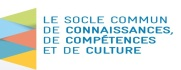 LE SOCLE COMMUN
DE CONNAISSANCES,
DE COMPÉTENCES
ET DE CULTURE